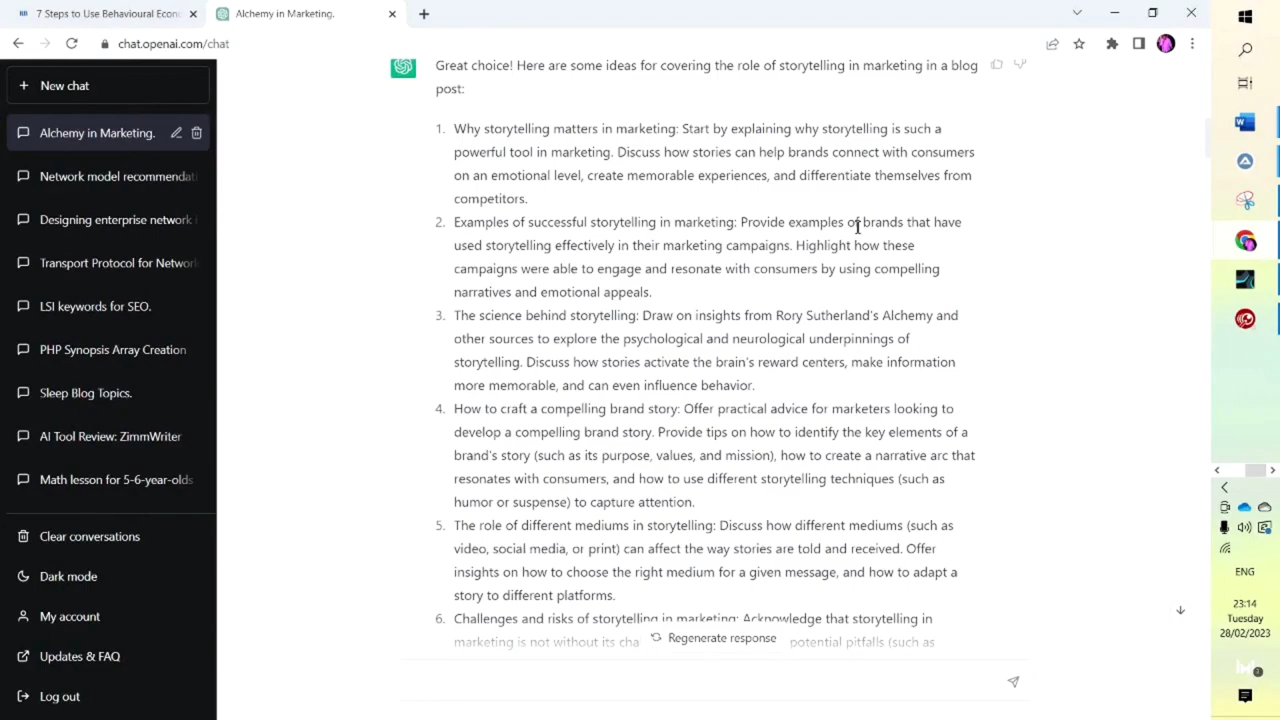 7 Steps to Use Behavioural Econ
Alchemy in Marketing.
chat.openai.com/chat
New chat
Alchemy in Marketing.
Network model recommendati
Designing enterprise network i
Transport Protocol for Network
LSI keywords for SEO.
PHP Synopsis Array Creation
Sleep Blog Topics.
AI Tool Review: ZimmWriter
Math lesson for 5-6-year-olds
Clear conversations
Dark mode
My account
Updates & FAQ
Log out
Great choice! Here are some ideas for covering the role of storytelling in marketing in a blog
post:
1. Why storytelling matters in marketing: Start by explaining why storytelling is such a
powerful tool in marketing. Discuss how stories can help brands connect with consumers
on an emotional level, create memorable experiences, and differentiate themselves from
competitors.
2. Examples of successful storytelling in marketing: Provide examples of brands that have
used storytelling effectively in their marketing campaigns. Highlight how these
campaigns were able to engage and resonate with consumers by using compelling
narratives and emotional appeals.
3. The science behind storytelling: Draw on insights from Rory Sutherland's Alchemy and
other sources to explore the psychological and neurological underpinnings of
storytelling. Discuss how stories activate the brain's reward centers, make information
more memorable, and can even influence behavior.
4. How to craft a compelling brand story: Offer practical advice for marketers looking to
develop a compelling brand story. Provide tips on how to identify the key elements of a
brand's story (such as its purpose, values, and mission), how to create a narrative arc that
resonates with consumers, and how to use different storytelling techniques (such as
humor or suspense) to capture attention.
5. The role of different mediums in storytelling: Discuss how different mediums (such as
video, social media, or print) can affect the way stories are told and received. Offer
insights on how to choose the right medium for a given message, and how to adapt a
story to different platforms.
6. Challenges and risks of storytelling in marketing: Acknowledge that storytelling in
marketing is not without its cha
potential pitfalls (such as
Regenerate response
ENG
23:14
Tuesday
28/02/2023